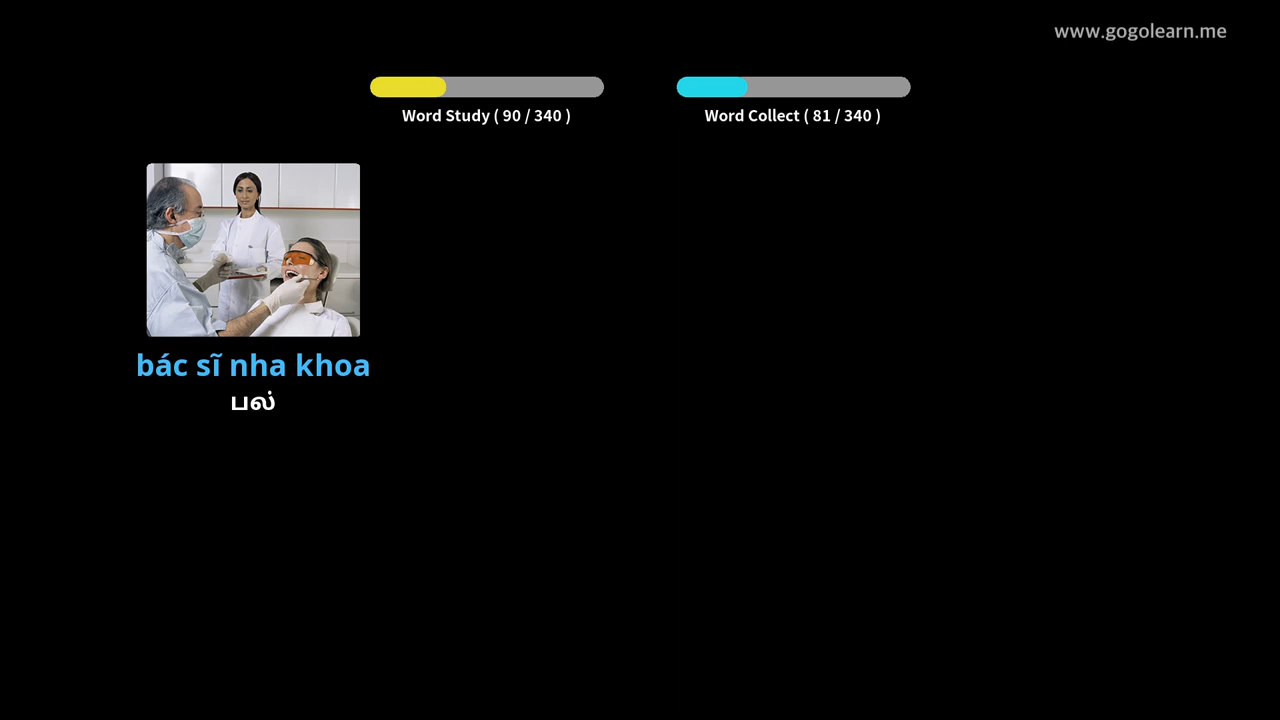 www.gogolearn.me
Word Study ( 90 / 340 )
Word Collect ( 81 / 340 )
bác sĩ nha khoa
பல்